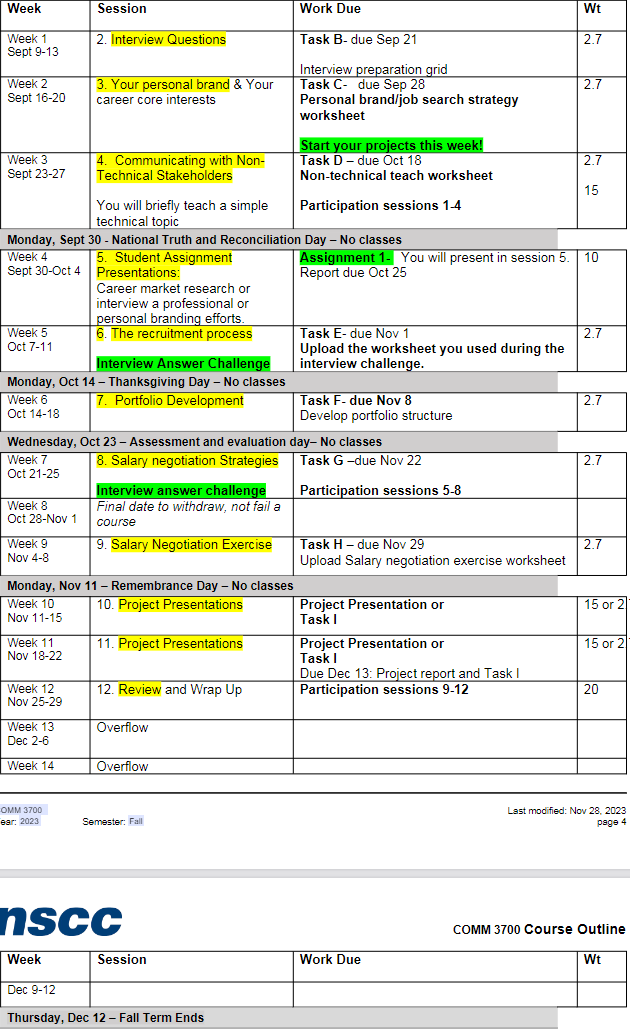 Week Session Work Due Wt
Week 1 2. Interview Questions Task B- due Sep 21 2.7
Sept 9-13
Interview preparation grid
Week 2 3. Your personal brand & Your Task C- due Sep 28 2.7
Sept 16-20 career core interests Personal brand/job search strategy
worksheet
Start your projects this week!
Week 3 4. Communicating with Non- Task D – due Oct 18 2.7
Sept 23-27 Technical Stakeholders Non-technical teach worksheet
15
You will briefly teach a simple Participation sessions 1-4
technical topic
Monday, Sept 30 - National Truth and Reconciliation Day – No classes
Week 4 5. Student Assignment Assignment 1- You will present in session 5. 10
Sept 30-Oct 4 Presentations: Report due Oct 25
Career market research or
interview a professional or
personal branding efforts.
Week 5 6. The recruitment process Task E- due Nov 1 2.7
Oct 7-11 Upload the worksheet you used during the
Interview Answer Challenge interview challenge.
Monday, Oct 14 – Thanksgiving Day – No classes
Week 6 7. Portfolio Development Task F- due Nov 8 2.7
Oct 14-18 Develop portfolio structure
Wednesday, Oct 23 – Assessment and evaluation day– No classes
Week 7 8. Salary negotiation Strategies Task G –due Nov 22 2.7
Oct 21-25
Interview answer challenge Participation sessions 5-8
Week 8 Final date to withdraw, not fail a
Oct 28-Nov 1 course
Week 9 9. Salary Negotiation Exercise Task H – due Nov 29 2.7
Nov 4-8 Upload Salary negotiation exercise worksheet
Monday, Nov 11 – Remembrance Day – No classes
Week 10 10. Project Presentations Project Presentation or 15 or 2
Nov 11-15 Task I
Week 11 11. Project Presentations Project Presentation or 15 or 2
Nov 18-22 Task I
Due Dec 13: Project report and Task I
Week 12 12. Review and Wrap Up Participation sessions 9-12 20
Nov 25-29
Week 13 Overflow
Dec 2-6
Week 14 Overflow
COMM 3700 Last modified: Nov 28, 2023
ear: 2023 Semester: Fall page 4
nscc
COMM 3700 Course Outline
Week Session Work Due Wt
Dec 9-12
Thursday, Dec 12 – Fall Term Ends